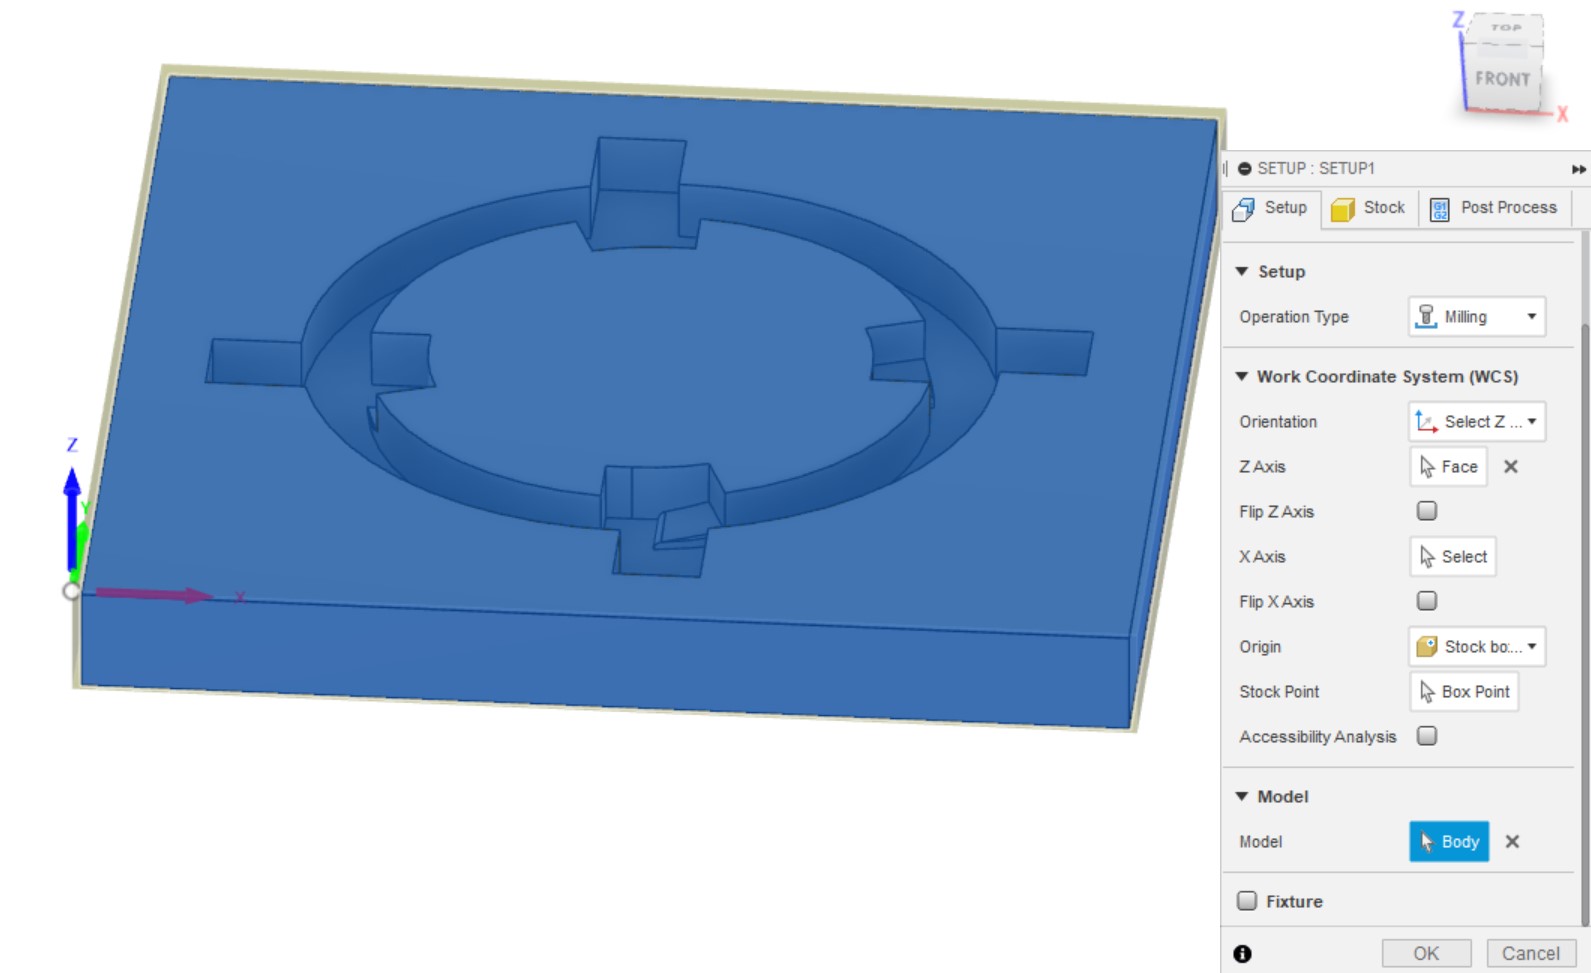 Z
TOP
FRONT
X
SETUP : SETUP1
Setup
Stock
G1
G2
Post Process
Setup
Operation Type
Milling
Work Coordinate System (WCS)
Orientation
Select Z ...
Z Axis
Face
Flip Z Axis
X Axis
Select
Flip X Axis
Origin
Stock bo:...
Stock Point
Box Point
Accessibility Analysis
Model
Model
Body
Fixture
OK
Cancel
Z
Y
X